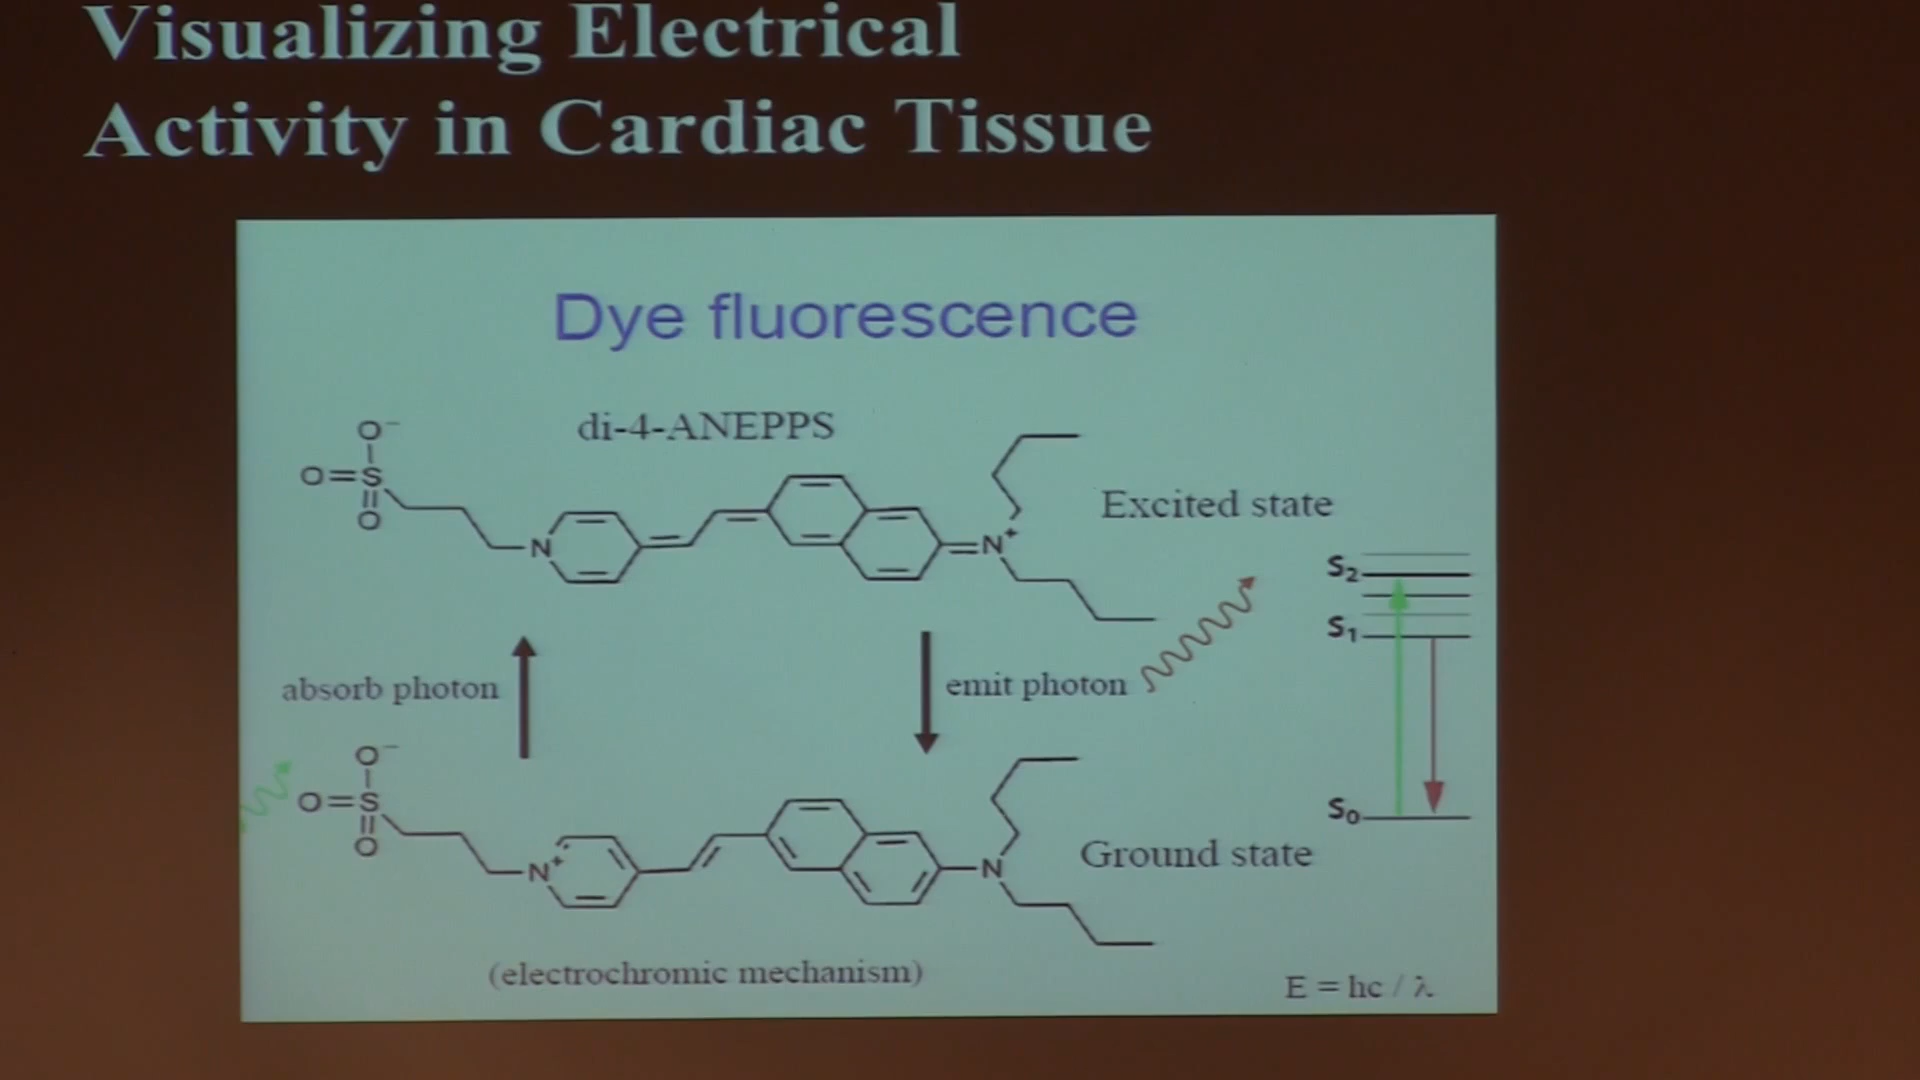 Visualizing Electrical
Activity in Cardiac Tissue
Dye fluorescence
di-4-ANEPPS
O⁻
O=S
O
N
N⁺
Excited state
S₂
S₁
absorb photon
emit photon
O⁻
O=S
O
N⁺
N
Ground state
S₀
(electrochromic mechanism)
E = hc / λ